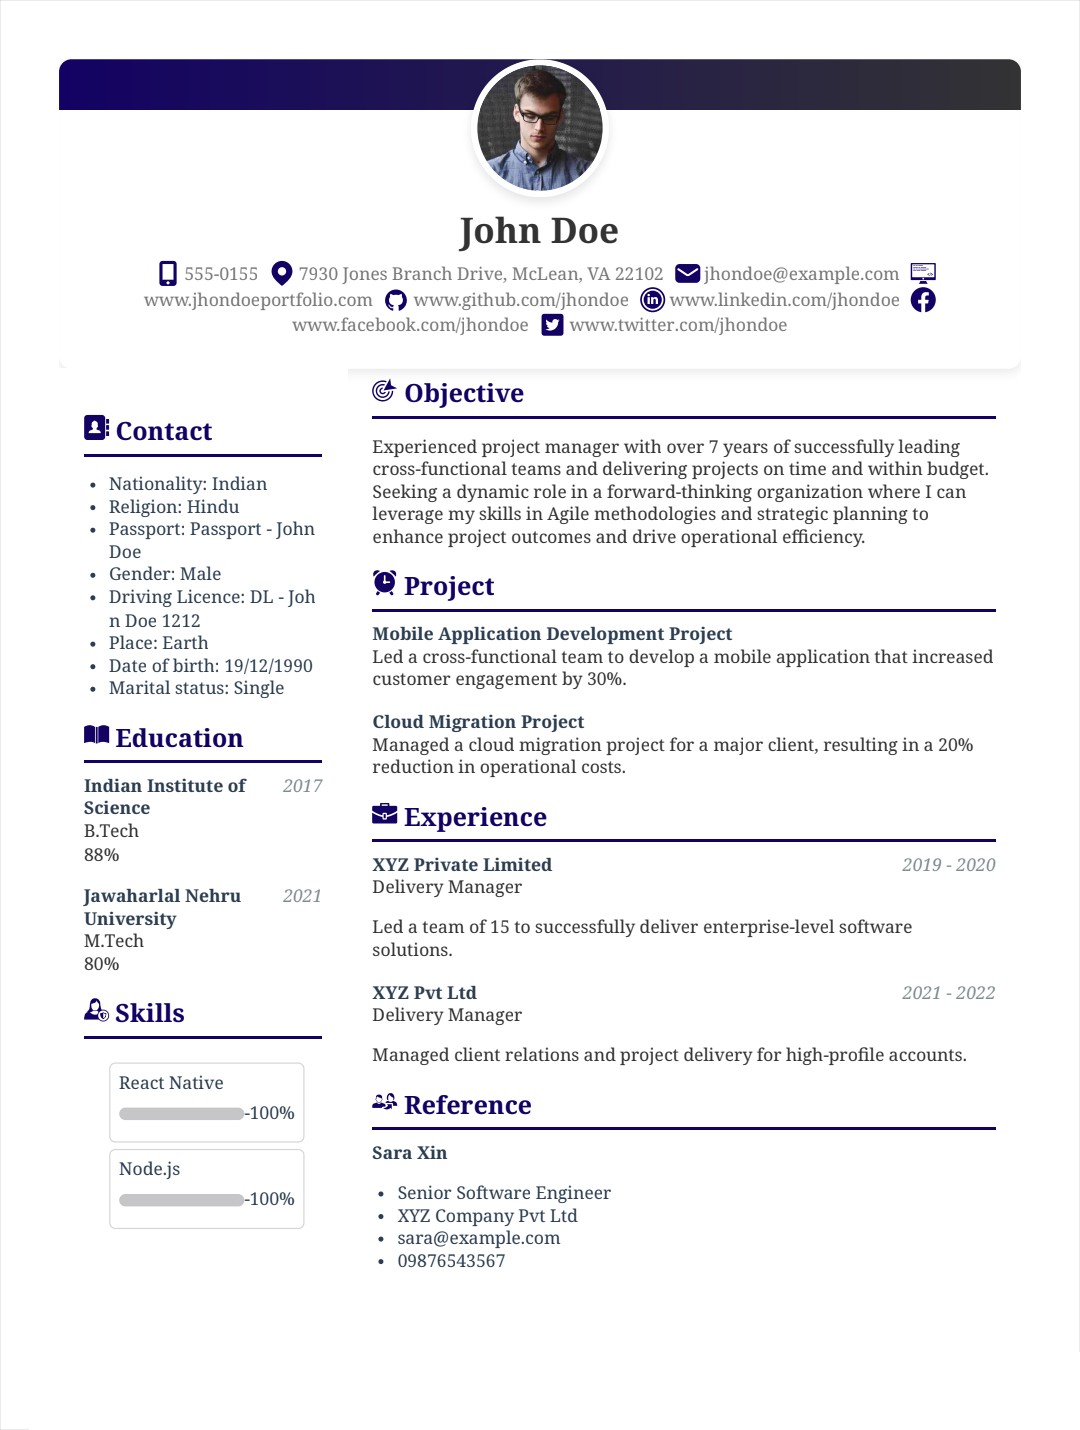 John Doe
555-0155 7930 Jones Branch Drive, McLean, VA 22102 jhondoe@example.com
www.jhondoeportfolio.com www.github.com/jhondoe www.linkedin.com/jhondoe
www.facebook.com/jhondoe www.twitter.com/jhondoe
Contact
Nationality: Indian
Religion: Hindu
Passport: Passport - John
Doe
Gender: Male
Driving Licence: DL - Joh
n Doe 1212
Place: Earth
Date of birth: 19/12/1990
Marital status: Single
Education
Indian Institute of 2017
Science
B.Tech
88%
Jawaharlal Nehru 2021
University
M.Tech
80%
Skills
React Native
-100%
Node.js
-100%
Objective
Experienced project manager with over 7 years of successfully leading
cross-functional teams and delivering projects on time and within budget.
Seeking a dynamic role in a forward-thinking organization where I can
leverage my skills in Agile methodologies and strategic planning to
enhance project outcomes and drive operational efficiency.
Project
Mobile Application Development Project
Led a cross-functional team to develop a mobile application that increased
customer engagement by 30%.
Cloud Migration Project
Managed a cloud migration project for a major client, resulting in a 20%
reduction in operational costs.
Experience
XYZ Private Limited 2019 - 2020
Delivery Manager
Led a team of 15 to successfully deliver enterprise-level software
solutions.
XYZ Pvt Ltd 2021 - 2022
Delivery Manager
Managed client relations and project delivery for high-profile accounts.
Reference
Sara Xin
Senior Software Engineer
XYZ Company Pvt Ltd
sara@example.com
09876543567